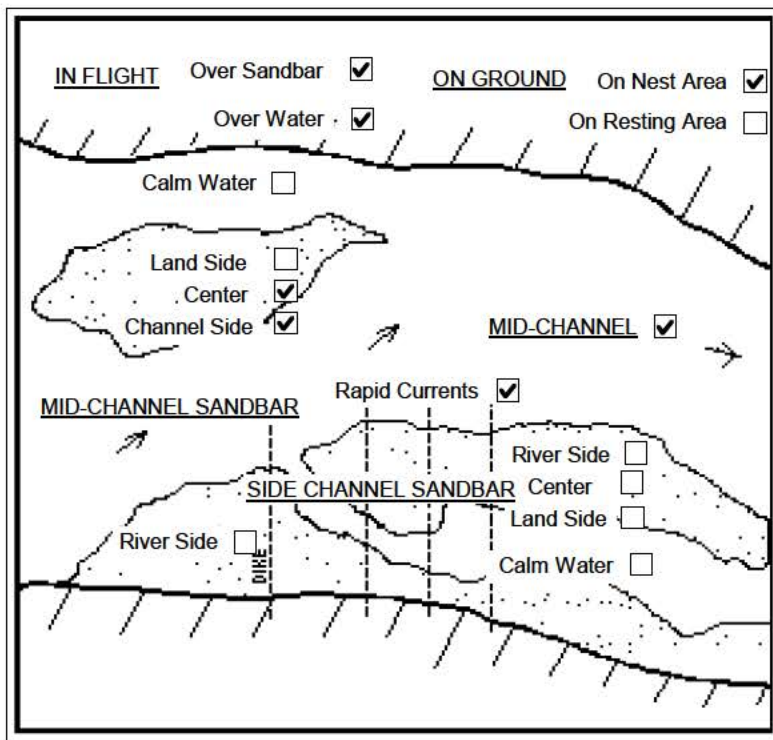 IN FLIGHT Over Sandbar ☑ ON GROUND On Nest Area ☑
Over Water ☑ On Resting Area ☐
Calm Water ☐
Land Side ☐
Center ☑
Channel Side ☑ MID-CHANNEL ☑
Rapid Currents ☑
MID-CHANNEL SANDBAR
River Side ☐
SIDE CHANNEL SANDBAR Center ☐
Land Side ☐
River Side ☐
Calm Water ☐
DIKE